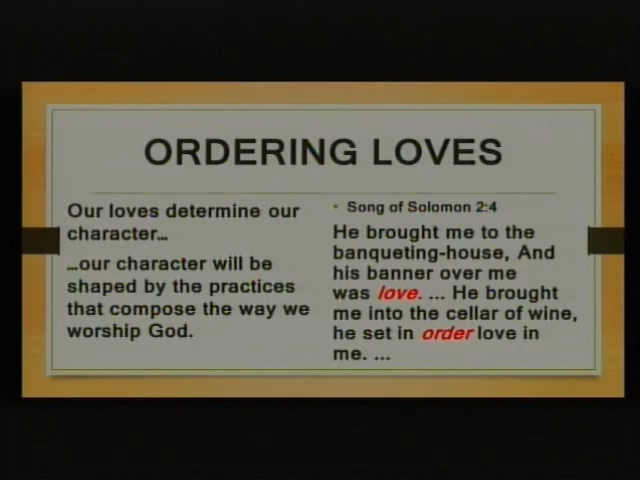 ORDERING LOVES
Our loves determine our
character…
…our character will be
shaped by the practices
that compose the way we
worship God.
• Song of Solomon 2:4
He brought me to the
banqueting-house, And
his banner over me
was love. ... He brought
me into the cellar of wine,
he set in order love in
me. ...